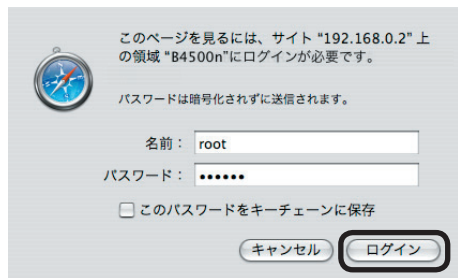 このページを見るには、サイト “192.168.0.2” 上
の領域 “B4500n”にログインが必要です。
パスワードは暗号化されずに送信されます。
名前： root
パスワード： ••••••
このパスワードをキーチェーンに保存
キャンセル ログイン